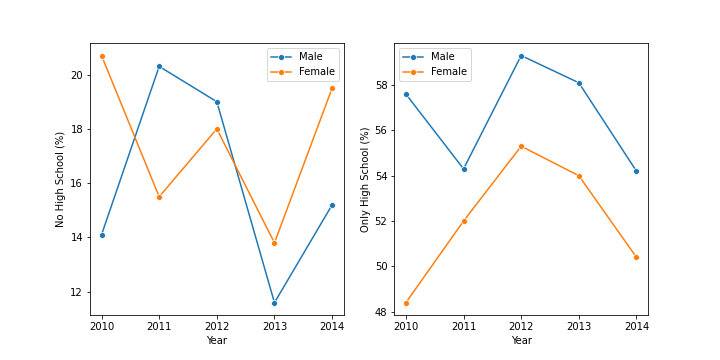 No High School (%)
20
18
16
14
12
Male
Female
2010 2011 2012 2013 2014
Year
Only High School (%)
58
56
54
52
50
48
Male
Female
2010 2011 2012 2013 2014
Year